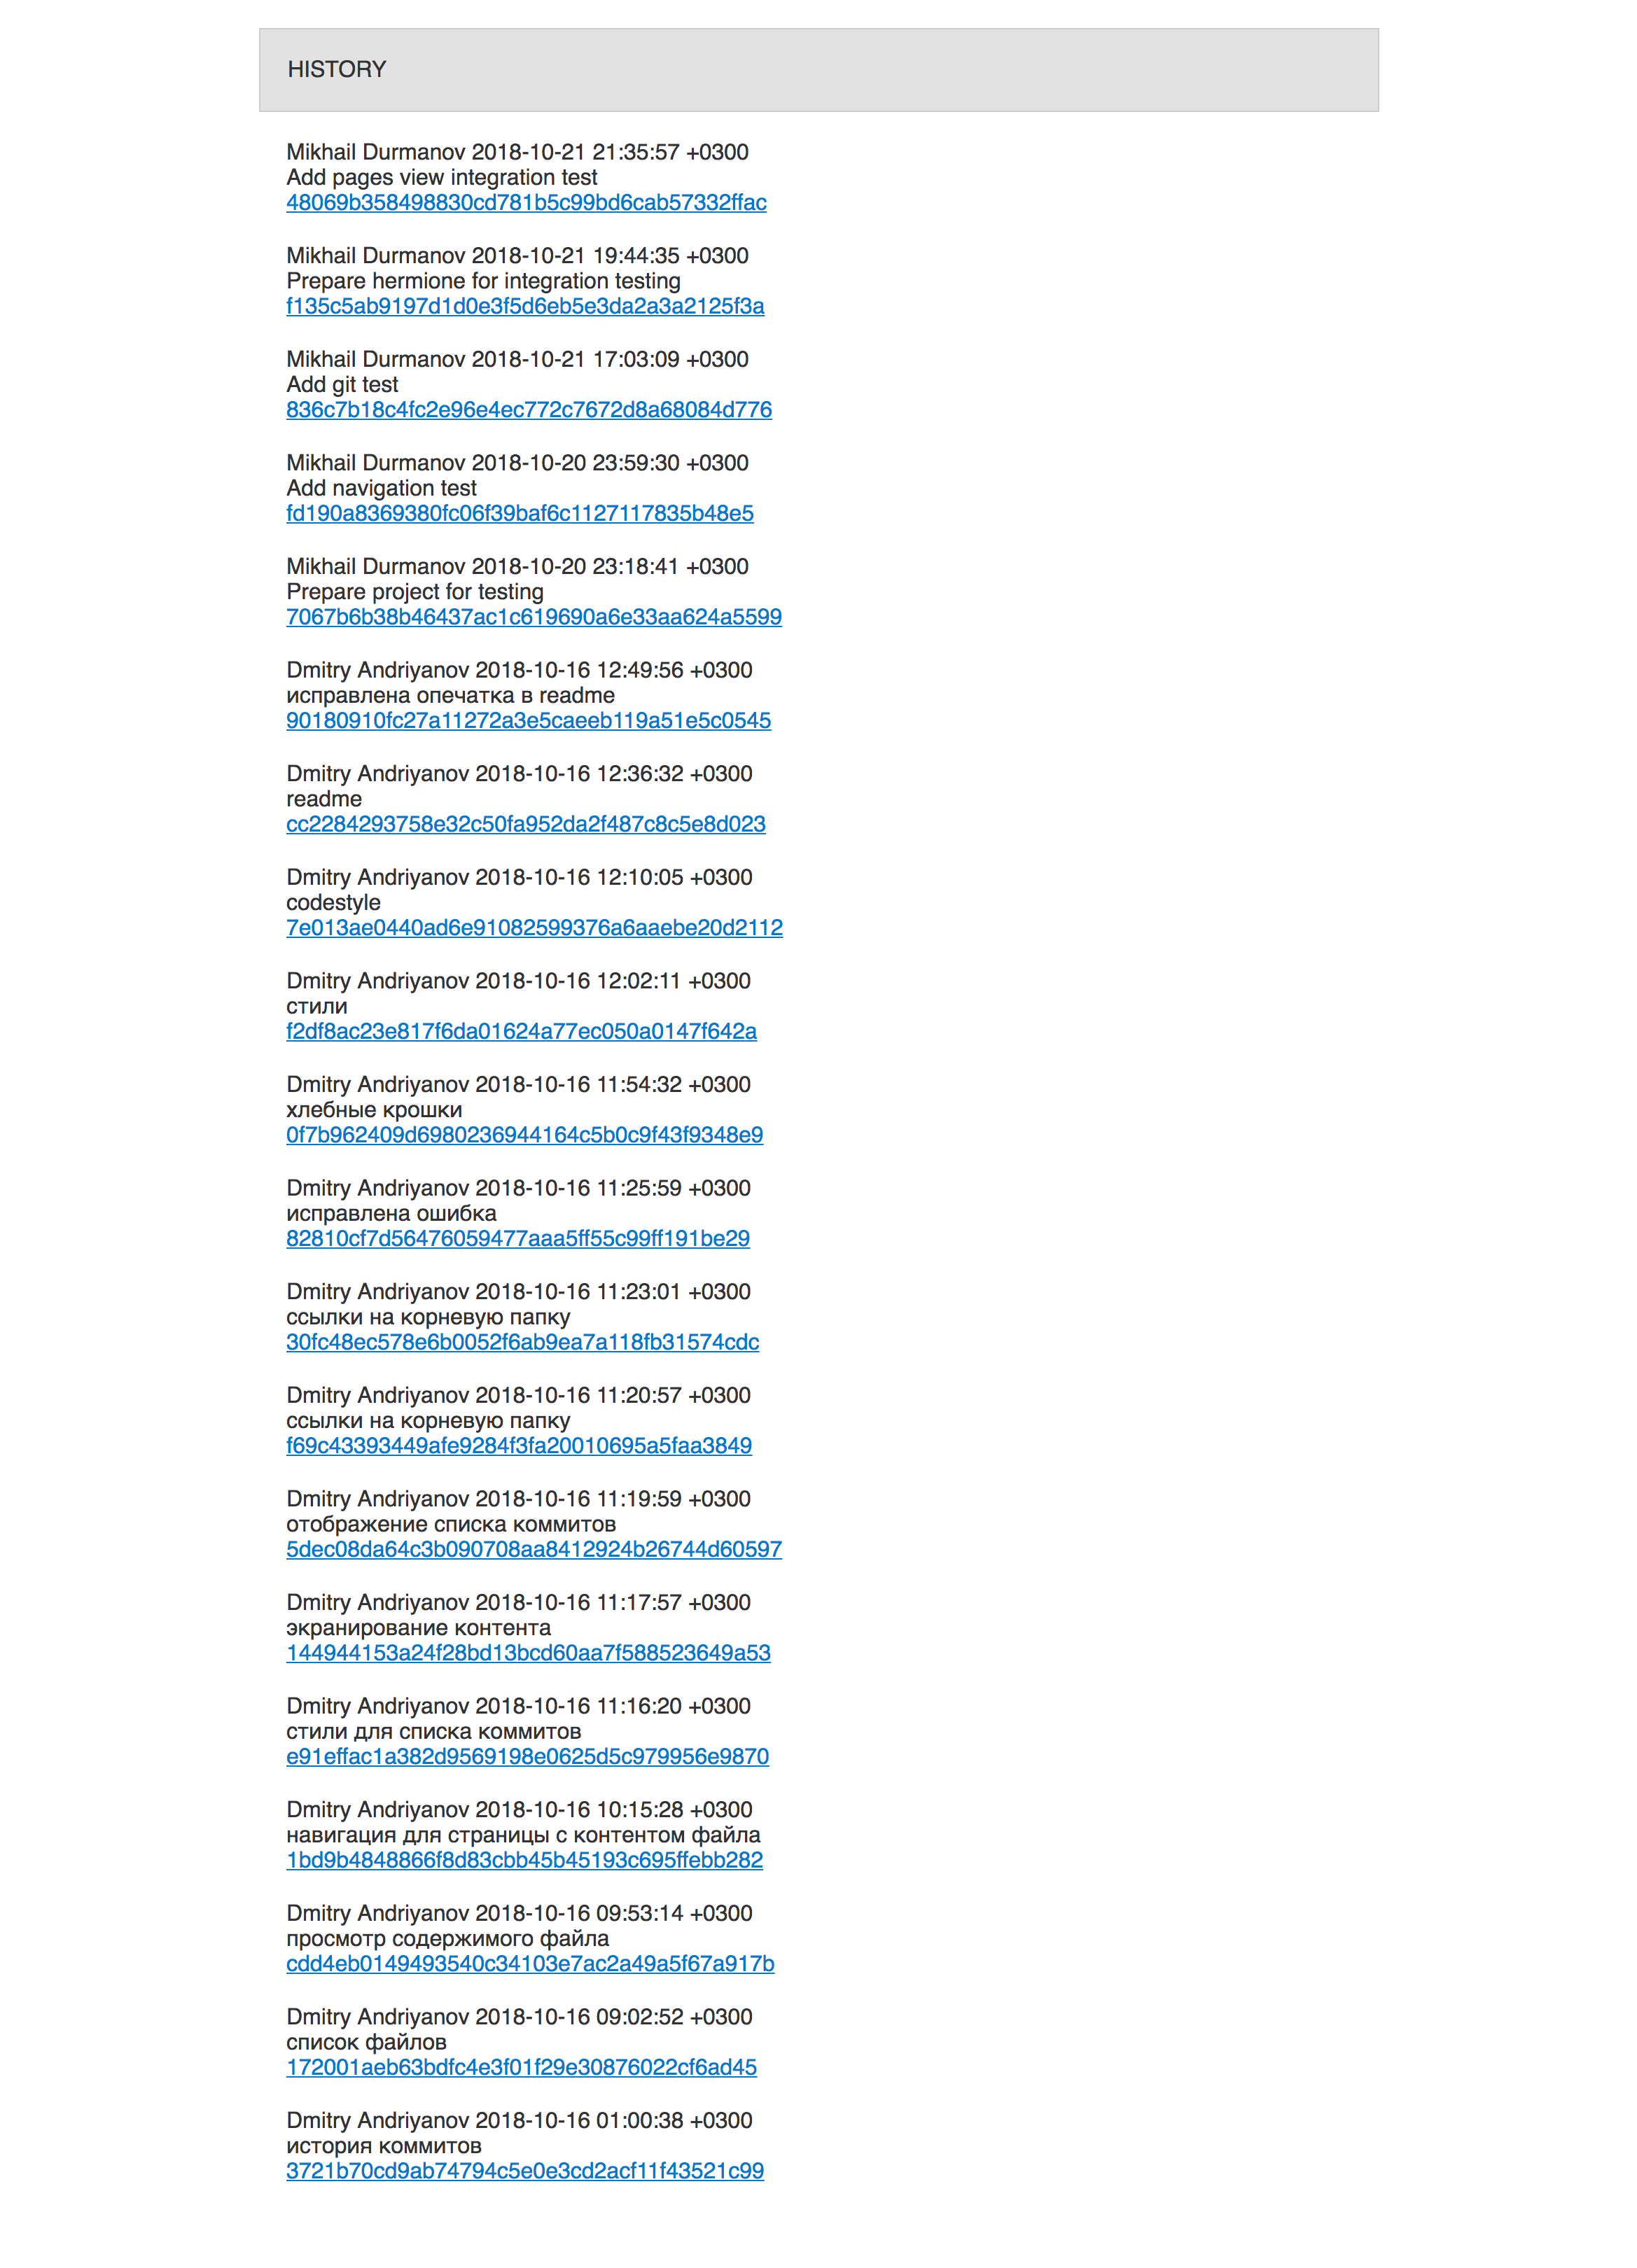 HISTORY
Mikhail Durmanov 2018-10-21 21:35:57 +0300
Add pages view integration test
48069b358498830cd781b5c99bd6cab57332ffac
Mikhail Durmanov 2018-10-21 19:44:35 +0300
Prepare hermione for integration testing
f135c5ab9197d1d0e3f5d6eb5e3da2a3a2125f3a
Mikhail Durmanov 2018-10-21 17:03:09 +0300
Add git test
836c7b18c4fc2e96e4ec772c7672d8a68084d776
Mikhail Durmanov 2018-10-20 23:59:30 +0300
Add navigation test
fd190a8369380fc06f39baf6c1127117835b48e5
Mikhail Durmanov 2018-10-20 23:18:41 +0300
Prepare project for testing
7067b6b38b46437ac1c619690a6e33aa624a5599
Dmitry Andriyanov 2018-10-16 12:49:56 +0300
исправлена опечатка в readme
90180910fc27a11272a3e5caeeb119a51e5c0545
Dmitry Andriyanov 2018-10-16 12:36:32 +0300
readme
cc2284293758e32c50fa952da2f487c8c5e8d023
Dmitry Andriyanov 2018-10-16 12:10:05 +0300
codestyle
7e013ae0440ad6e91082599376a6aaebe20d2112
Dmitry Andriyanov 2018-10-16 12:02:11 +0300
стили
f2df8ac23e817f6da01624a77ec050a0147f642a
Dmitry Andriyanov 2018-10-16 11:54:32 +0300
хлебные крошки
0f7b962409d6980236944164c5b0c9f43f9348e9
Dmitry Andriyanov 2018-10-16 11:25:59 +0300
исправлена ошибка
82810cf7d56476059477aaa5ff55c99ff191be29
Dmitry Andriyanov 2018-10-16 11:23:01 +0300
ссылки на корневую папку
30fc48ec578e6b0052f6ab9ea7a118fb31574cdc
Dmitry Andriyanov 2018-10-16 11:20:57 +0300
ссылки на корневую папку
f69c43393449afe9284f3fa20010695a5faa3849
Dmitry Andriyanov 2018-10-16 11:19:59 +0300
отображение списка коммитов
5dec08da64c3b090708aa8412924b26744d60597
Dmitry Andriyanov 2018-10-16 11:17:57 +0300
экранирование контента
144944153a24f28bd13bcd60aa7f588523649a53
Dmitry Andriyanov 2018-10-16 11:16:20 +0300
стили для списка коммитов
e91effac1a382d9569198e0625d5c979956e9870
Dmitry Andriyanov 2018-10-16 10:15:28 +0300
навигация для страницы с контентом файла
1bd9b4848866f8d83cbb45b45193c695ffebb282
Dmitry Andriyanov 2018-10-16 09:53:14 +0300
просмотр содержимого файла
cdd4eb0149493540c34103e7ac2a49a5f67a917b
Dmitry Andriyanov 2018-10-16 09:02:52 +0300
список файлов
172001aeb63bdfc4e3f01f29e30876022cf6ad45
Dmitry Andriyanov 2018-10-16 01:00:38 +0300
история коммитов
3721b70cd9ab74794c5e0e3cd2acf11f43521c99